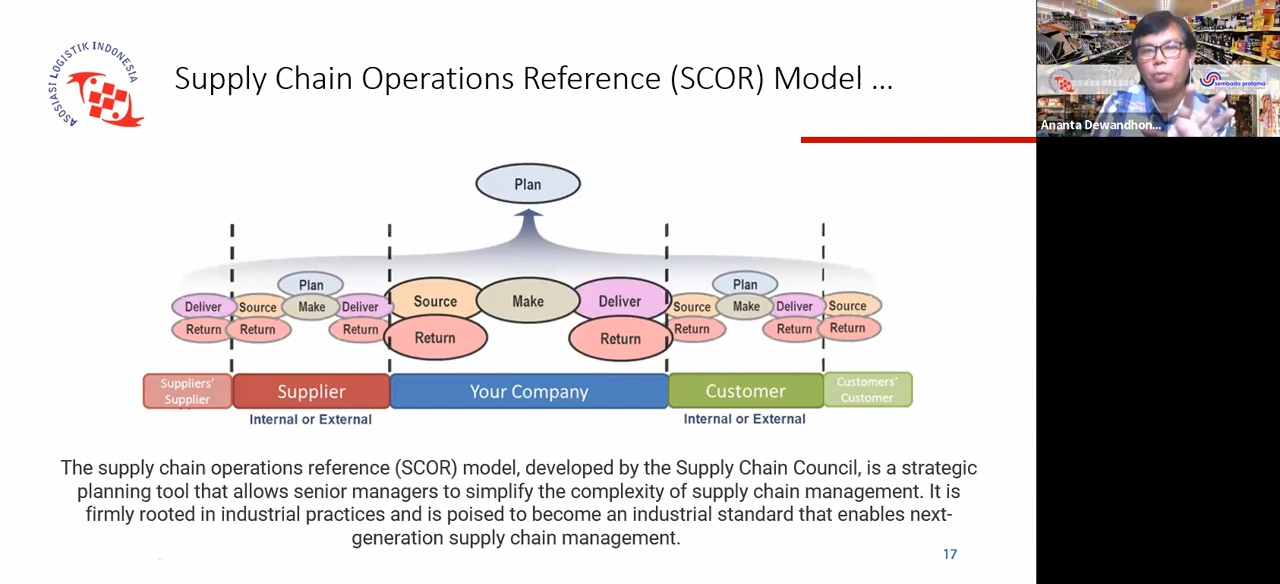 ASOSIASI LOGISTIK INDONESIA
Supply Chain Operations Reference (SCOR) Model ...
sembada pratama
Ananta Dewandhon...
Plan
Plan
Plan
Deliver
Source
Make
Deliver
Source
Make
Deliver
Source
Make
Deliver
Source
Return
Return
Return
Return
Return
Return
Return
Return
Suppliers'
Supplier
Supplier
Your Company
Customer
Customers'
Customer
Internal or External
Internal or External
The supply chain operations reference (SCOR) model, developed by the Supply Chain Council, is a strategic
planning tool that allows senior managers to simplify the complexity of supply chain management. It is
firmly rooted in industrial practices and is poised to become an industrial standard that enables next-
generation supply chain management.
17